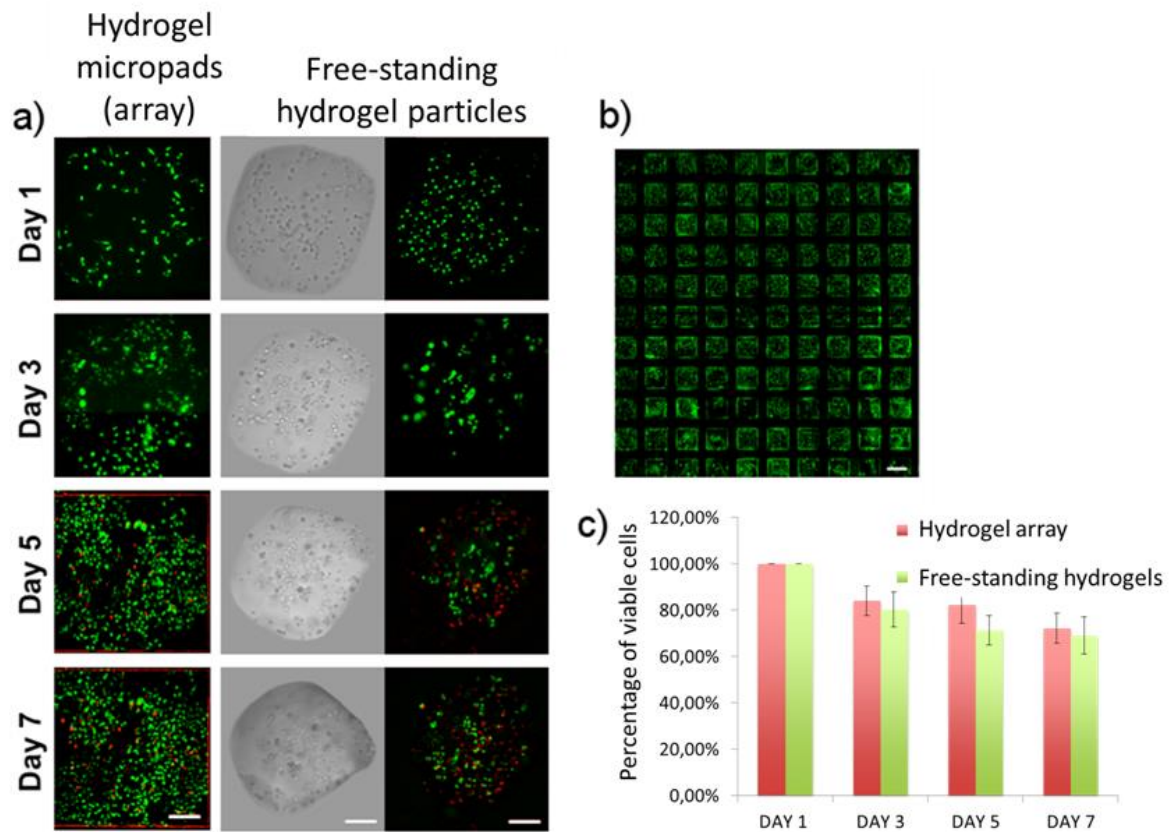 Hydrogel
micropads
(array)
Free-standing
hydrogel particles
a)
Day 1
Day 3
Day 5
Day 7
b)
c)
Percentage of viable cells
120,00%
100,00%
80,00%
60,00%
40,00%
20,00%
0,00%
Hydrogel array
Free-standing hydrogels
DAY 1
DAY 3
DAY 5
DAY 7